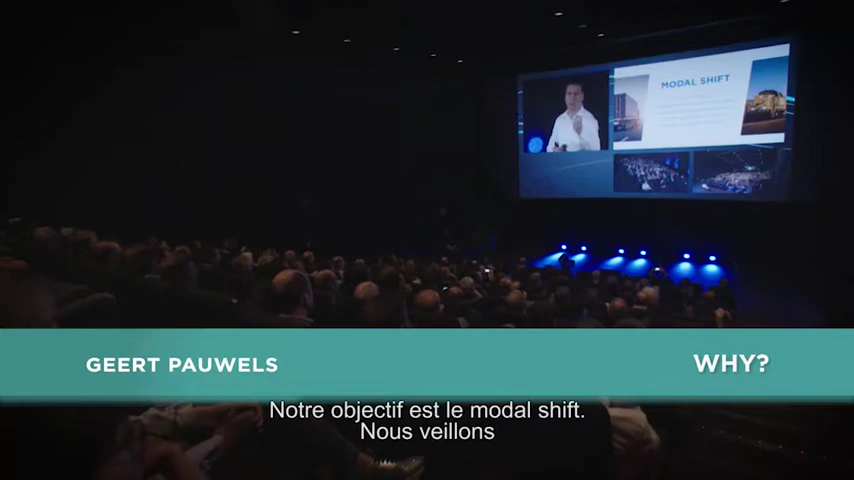 MODAL SHIFT
GEERT PAUWELS
WHY?
Notre objectif est le modal shift.
Nous veillons